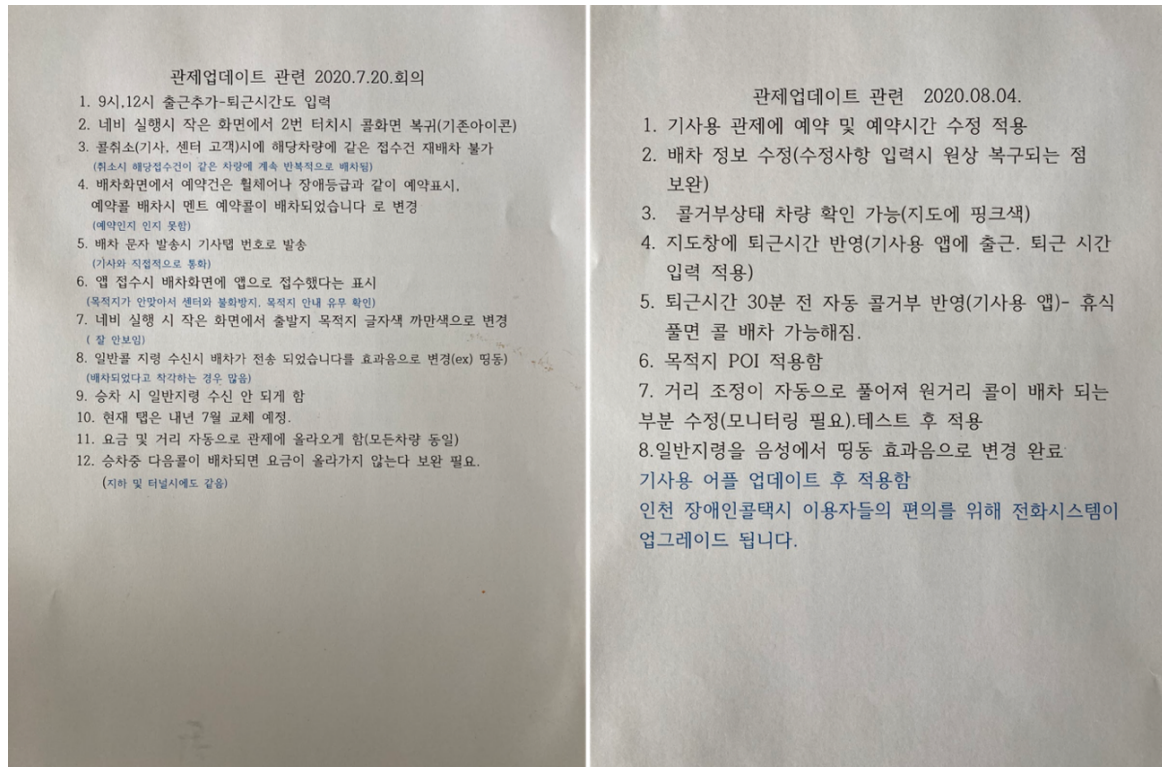 관제업데이트 관련 2020.7.20.회의
1. 9시,12시 출근추가-퇴근시간도 입력
2. 네비 실행시 작은 화면에서 2번 터치시 콜화면 복귀(기존아이콘)
3. 콜취소(기사, 센터 고객)시에 해당차량에 같은 접수건 재배차 불가
(취소시 해당접수건이 같은 차량에 계속 반복적으로 배치됨)
4. 배차화면에서 예약건은 휠체어나 장애등급과 같이 예약표시,
예약콜 배차시 멘트 예약콜이 배차되었습니다 로 변경
(예약인지 인지 못함)
5. 배차 문자 발송시 기사탭 번호로 발송
(기사와 직접적으로 통화)
6. 앱 접수시 배차화면에 앱으로 접수했다는 표시
(목적지가 안맞아서 센터와 불화방지, 목적지 안내 유무 확인)
7. 네비 실행 시 작은 화면에서 출발지 목적지 글자색 까만색으로 변경
( 잘 안보임)
8. 일반콜 지령 수신시 배차가 전송 되었습니다를 효과음으로 변경(ex) 띵동)
(배차되었다고 착각하는 경우 많음)
9. 승차 시 일반지령 수신 안 되게 함
10. 현재 탭은 내년 7월 교체 예정.
11. 요금 및 거리 자동으로 관제에 올라오게 함(모든차량 동일)
12. 승차중 다음콜이 배차되면 요금이 올라가지 않는다 보완 필요.
(지하 및 터널시에도 같음)
관제업데이트 관련 2020.08.04.
1. 기사용 관제에 예약 및 예약시간 수정 적용
2. 배차 정보 수정(수정사항 입력시 원상 복구되는 점
보완)
3. 콜거부상태 차량 확인 가능(지도에 핑크색)
4. 지도창에 퇴근시간 반영(기사용 앱에 출근. 퇴근 시간
입력 적용)
5. 퇴근시간 30분 전 자동 콜거부 반영(기사용 앱)- 휴식
풀면 콜 배차 가능해짐.
6. 목적지 POI 적용함
7. 거리 조정이 자동으로 풀어져 원거리 콜이 배차 되는
부분 수정(모니터링 필요).테스트 후 적용
8.일반지령을 음성에서 띵동 효과음으로 변경 완료
기사용 어플 업데이트 후 적용함
인천 장애인콜택시 이용자들의 편의를 위해 전화시스템이
업그레이드 됩니다.